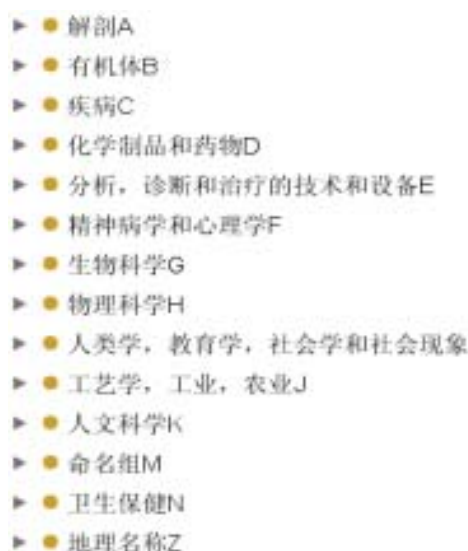 解剖A
有机体B
疾病C
化学制品和药物D
分析，诊断和治疗的技术和设备E
精神病学和心理学F
生物科学G
物理科学H
人类学，教育学，社会学和社会现象
工艺学，工业，农业J
人文科学K
命名组M
卫生保健N
地理名称Z